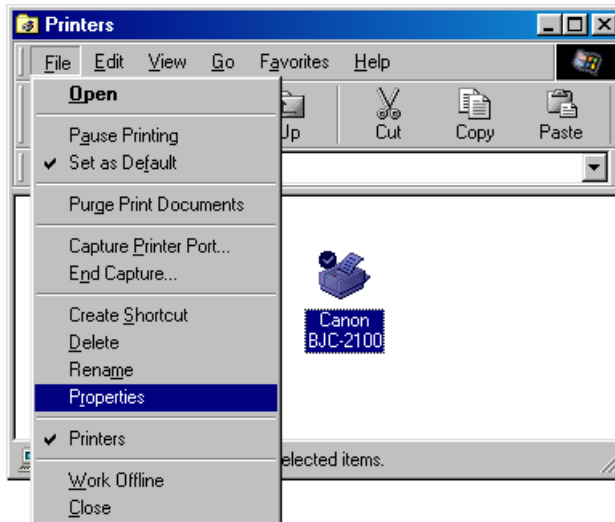 Printers
File Edit View Go Favorites Help
Up Cut Copy Paste
Open
Pause Printing
Set as Default
Purge Print Documents
Capture Printer Port...
End Capture...
Create Shortcut
Delete
Rename
Properties
Printers
Work Offline
Close
Canon
BJC-2100
items.